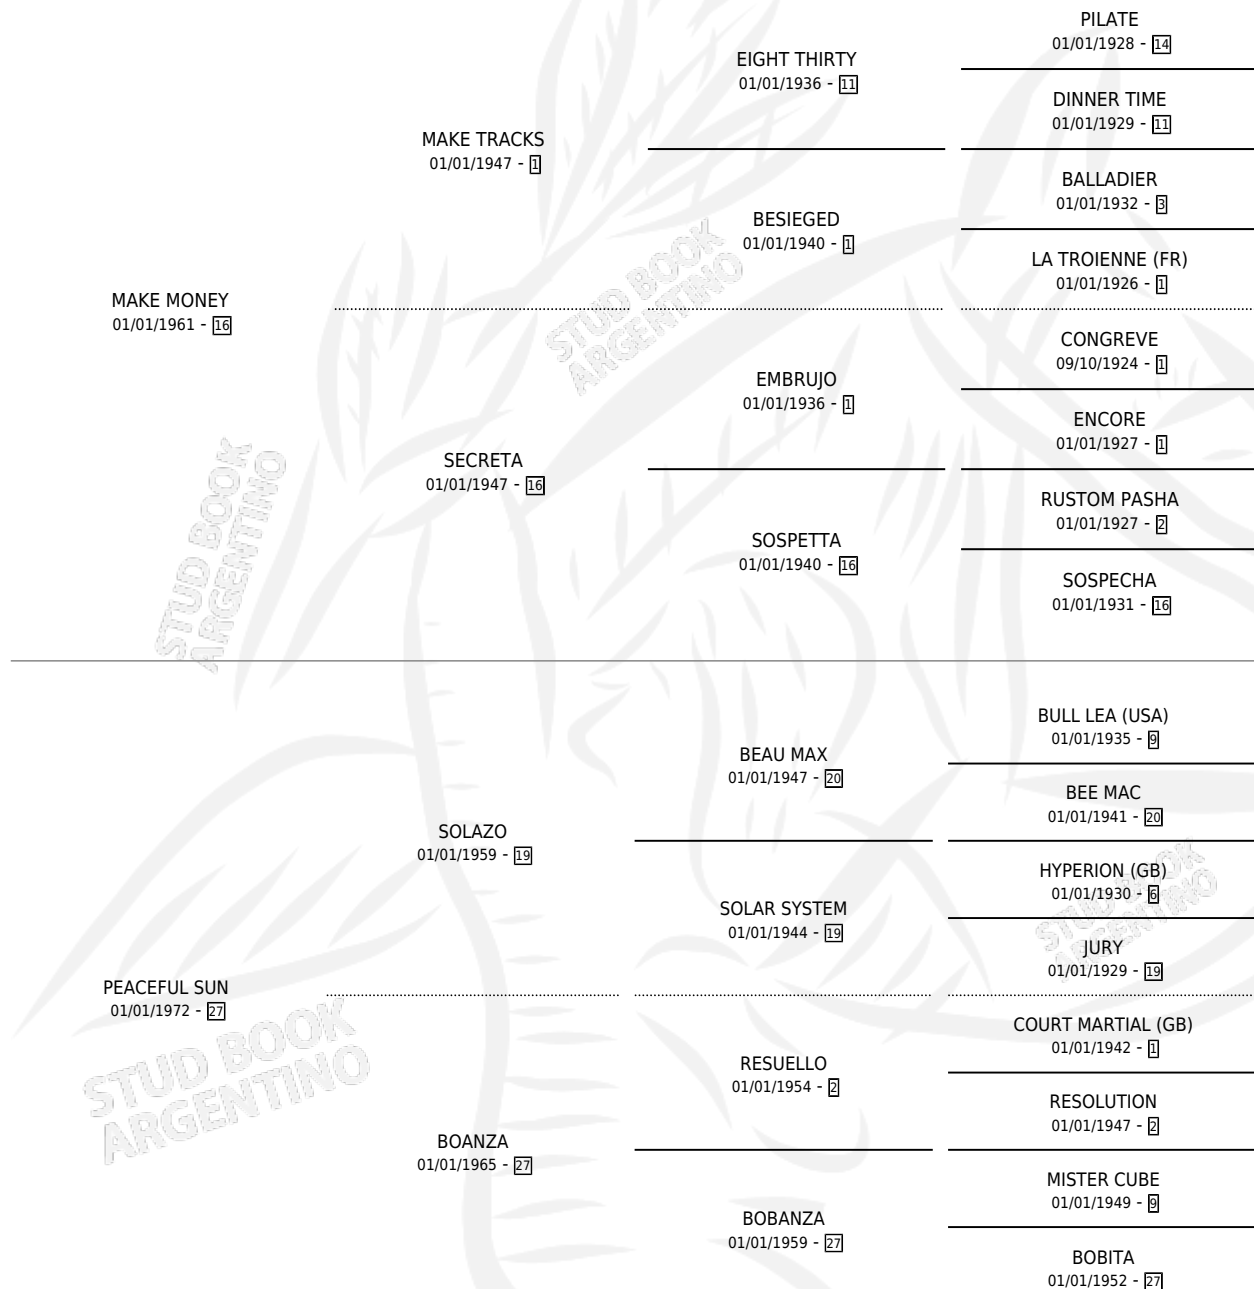 PILATE
01/01/1928 - 14
EIGHT THIRTY
01/01/1936 - 11
DINNER TIME
01/01/1929 - 11
MAKE TRACKS
01/01/1947 - 1
BALLADIER
01/01/1932 - 3
BESIEGED
01/01/1940 - 1
LA TROIENNE (FR)
01/01/1926 - 1
MAKE MONEY
01/01/1961 - 16
CONGREVE
09/10/1924 - 1
EMBRUJO
01/01/1936 - 1
ENCORE
01/01/1927 - 1
SECRETA
01/01/1947 - 16
RUSTOM PASHA
01/01/1927 - 2
SOSPETTA
01/01/1940 - 16
SOSPECHA
01/01/1931 - 16
STUD BOOK
ARGENTINO
STUD BOOK
ARGENTINO
BULL LEA (USA)
01/01/1935 - 9
BEAU MAX
01/01/1947 - 20
BEE MAC
01/01/1941 - 20
SOLAZO
01/01/1959 - 19
HYPERION (GB)
01/01/1930 - 6
SOLAR SYSTEM
01/01/1944 - 19
JURY
01/01/1929 - 19
PEACEFUL SUN
01/01/1972 - 27
COURT MARTIAL (GB)
01/01/1942 - 1
RESUELLO
01/01/1954 - 2
RESOLUTION
01/01/1947 - 2
BOANZA
01/01/1965 - 27
MISTER CUBE
01/01/1949 - 9
BOBANZA
01/01/1959 - 27
BOBITA
01/01/1952 - 27
STUD BOOK
ARGENTINO
STUD BOOK
ARGENTINO